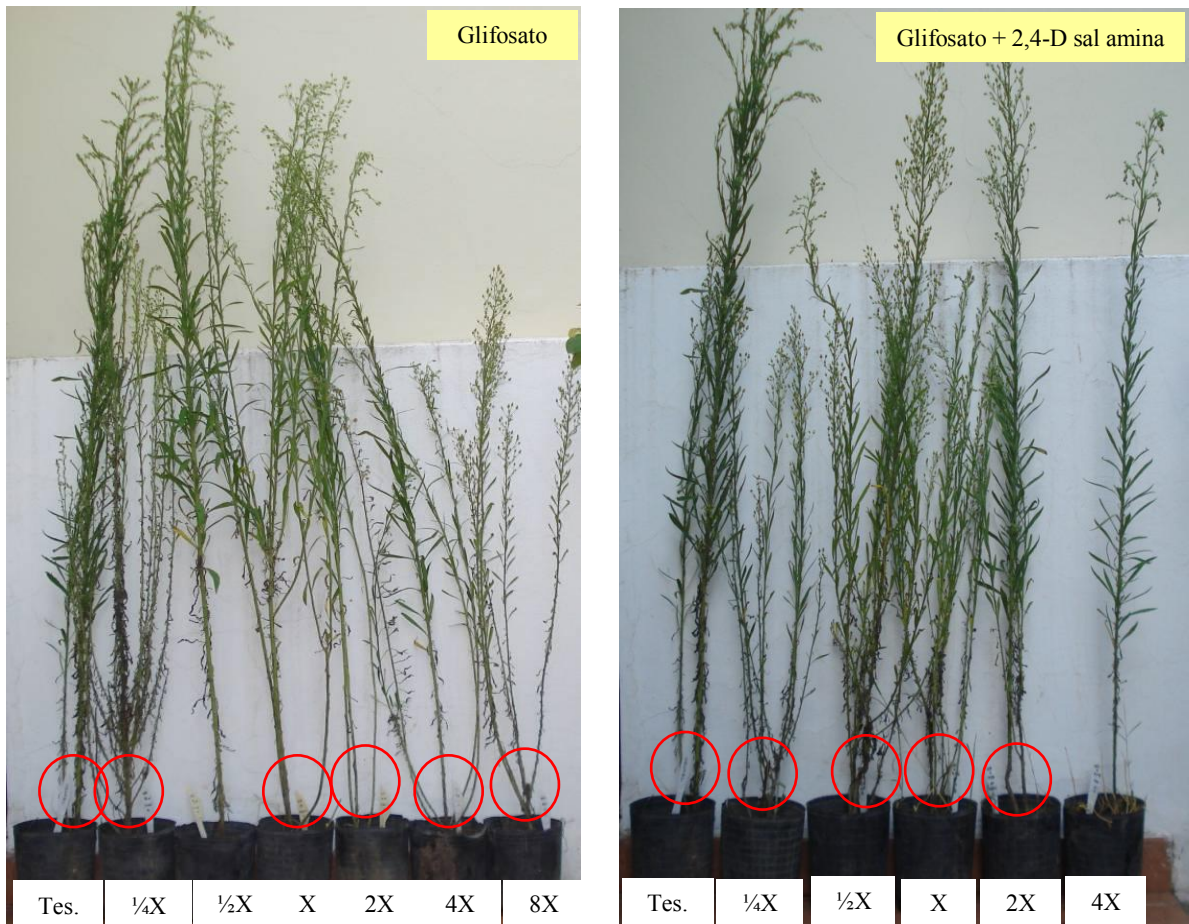 Glifosato
Glifosato + 2,4-D sal amina
Tes. ¼X ½X X 2X 4X 8X
Tes. ¼X ½X X 2X 4X